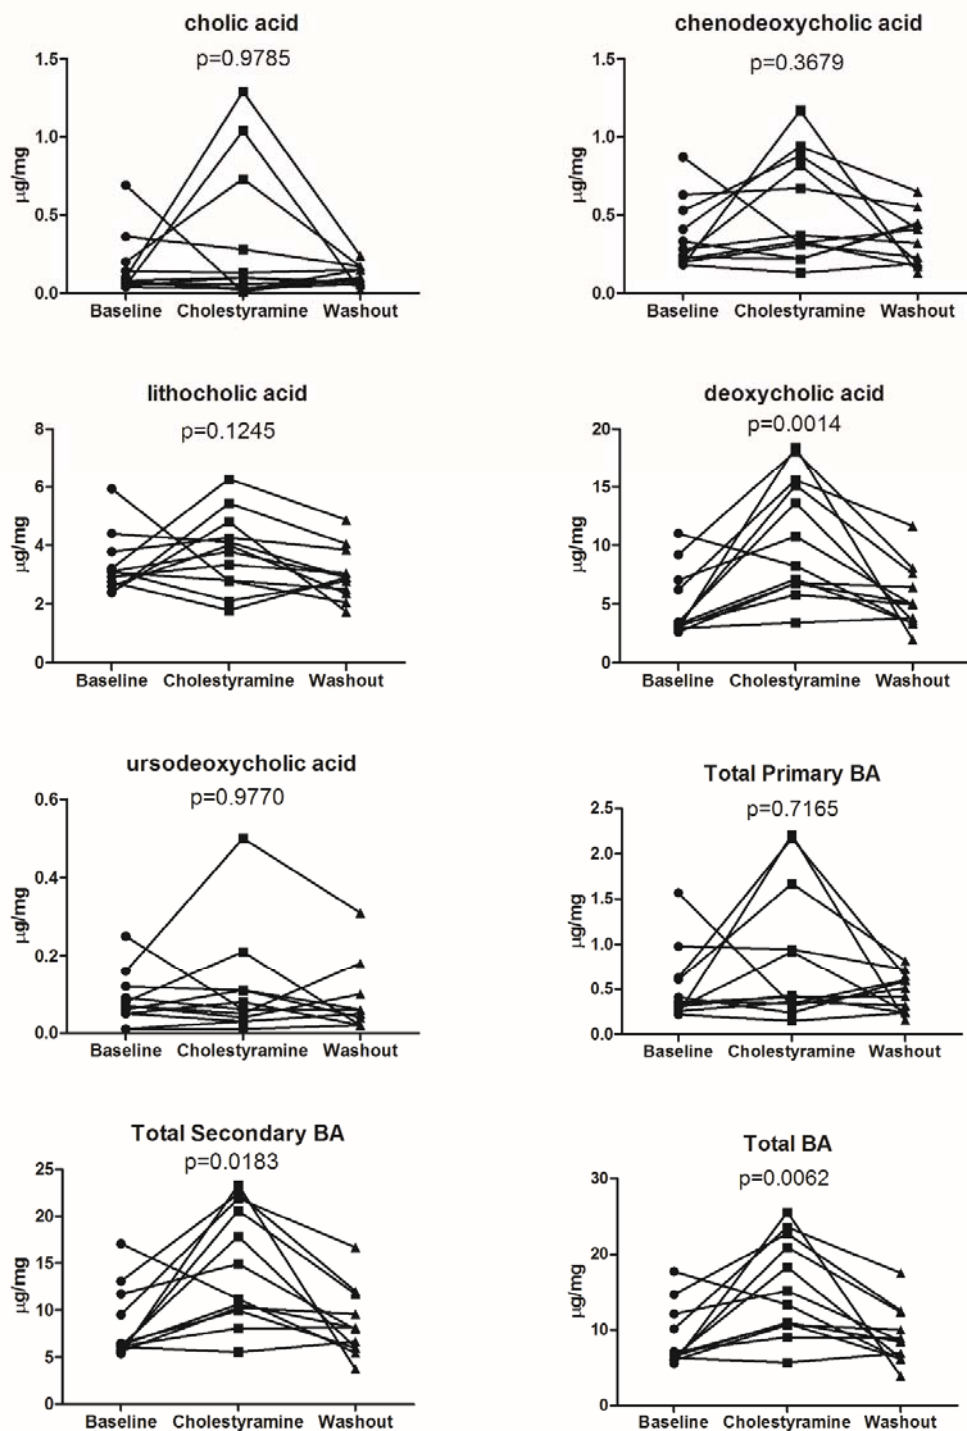 cholic acid
p=0.9785
1.5
1.0
0.5
0.0
µg/mg
Baseline Cholestyramine Washout
chenodeoxycholic acid
p=0.3679
1.5
1.0
0.5
0.0
µg/mg
Baseline Cholestyramine Washout
lithocholic acid
p=0.1245
8
6
4
2
0
µg/mg
Baseline Cholestyramine Washout
deoxycholic acid
p=0.0014
20
15
10
5
0
µg/mg
Baseline Cholestyramine Washout
ursodeoxycholic acid
p=0.9770
0.6
0.4
0.2
0.0
µg/mg
Baseline Cholestyramine Washout
Total Primary BA
p=0.7165
2.5
2.0
1.5
1.0
0.5
0.0
µg/mg
Baseline Cholestyramine Washout
Total Secondary BA
p=0.0183
25
20
15
10
5
0
µg/mg
Baseline Cholestyramine Washout
Total BA
p=0.0062
30
20
10
0
µg/mg
Baseline Cholestyramine Washout